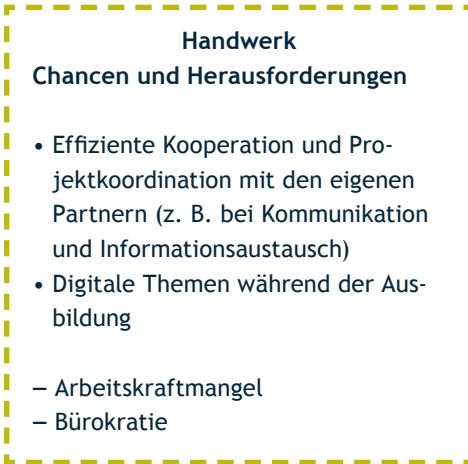 Handwerk
Chancen und Herausforderungen
• Effiziente Kooperation und Pro-
jektkoordination mit den eigenen
Partnern (z. B. bei Kommunikation
und Informationsaustausch)
• Digitale Themen während der Aus-
bildung
– Arbeitskraftmangel
– Bürokratie